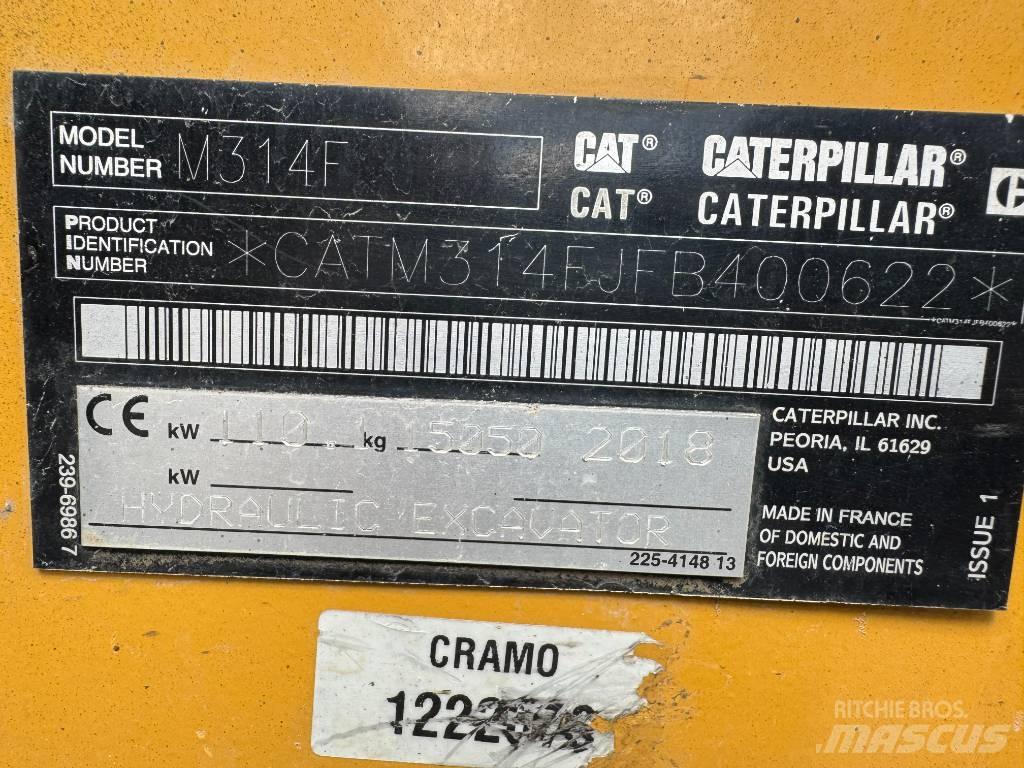 MODEL NUMBER M314F
CAT® CATERPILLAR®
CAT® CATERPILLAR®
PRODUCT IDENTIFICATION NUMBER *CATM314FJFB400622*
*CATM314FJFB400622*
CE kW 110.1 kg 15050 2018
kW
HYDRAULIC EXCAVATOR
225-4148 13
239-6986 7
CATERPILLAR INC.
PEORIA, IL 61629
USA
MADE IN FRANCE
OF DOMESTIC AND
FOREIGN COMPONENTS
ISSUE 1
CRAMO
RITCHIE BROS.
MASCUS